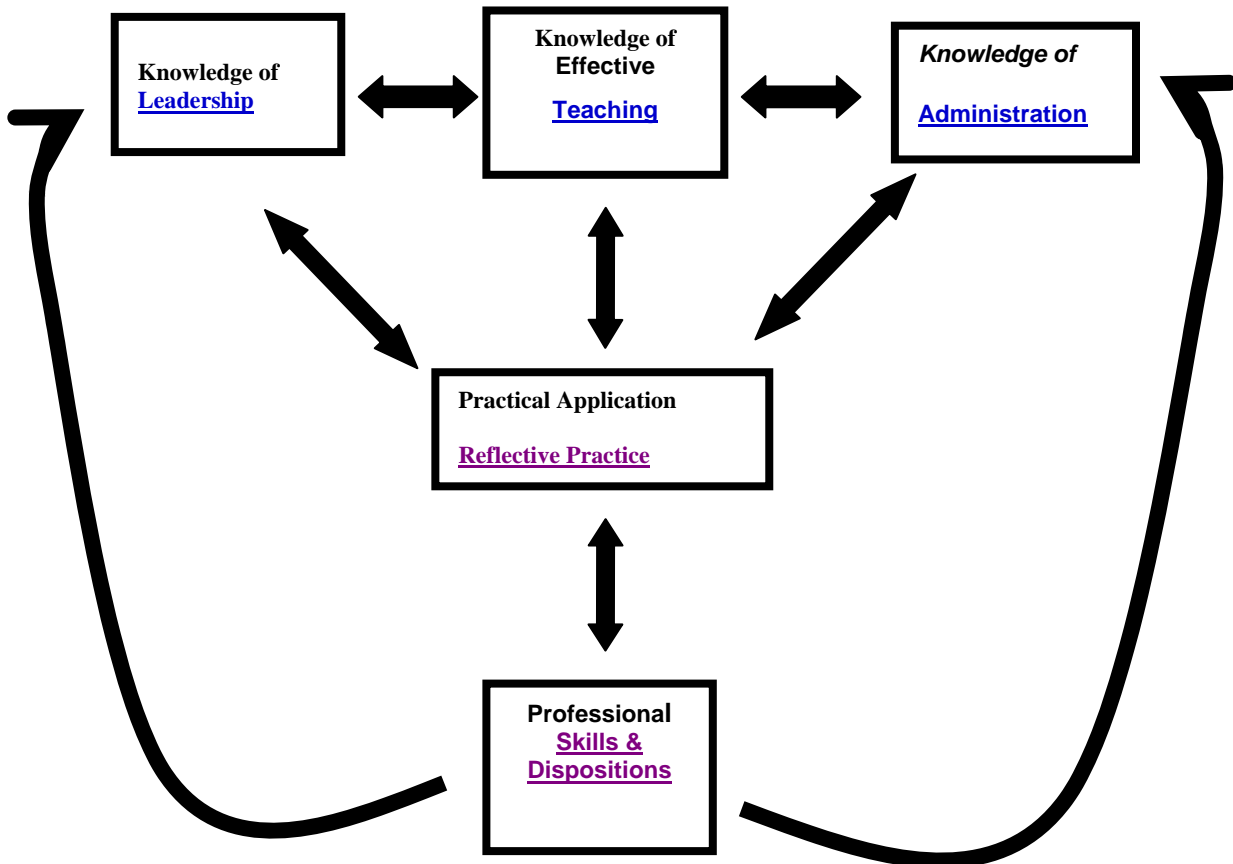 Knowledge of
Leadership
Knowledge of
Effective
Teaching
Knowledge of
Administration
Practical Application
Reflective Practice
Professional
Skills &
Dispositions